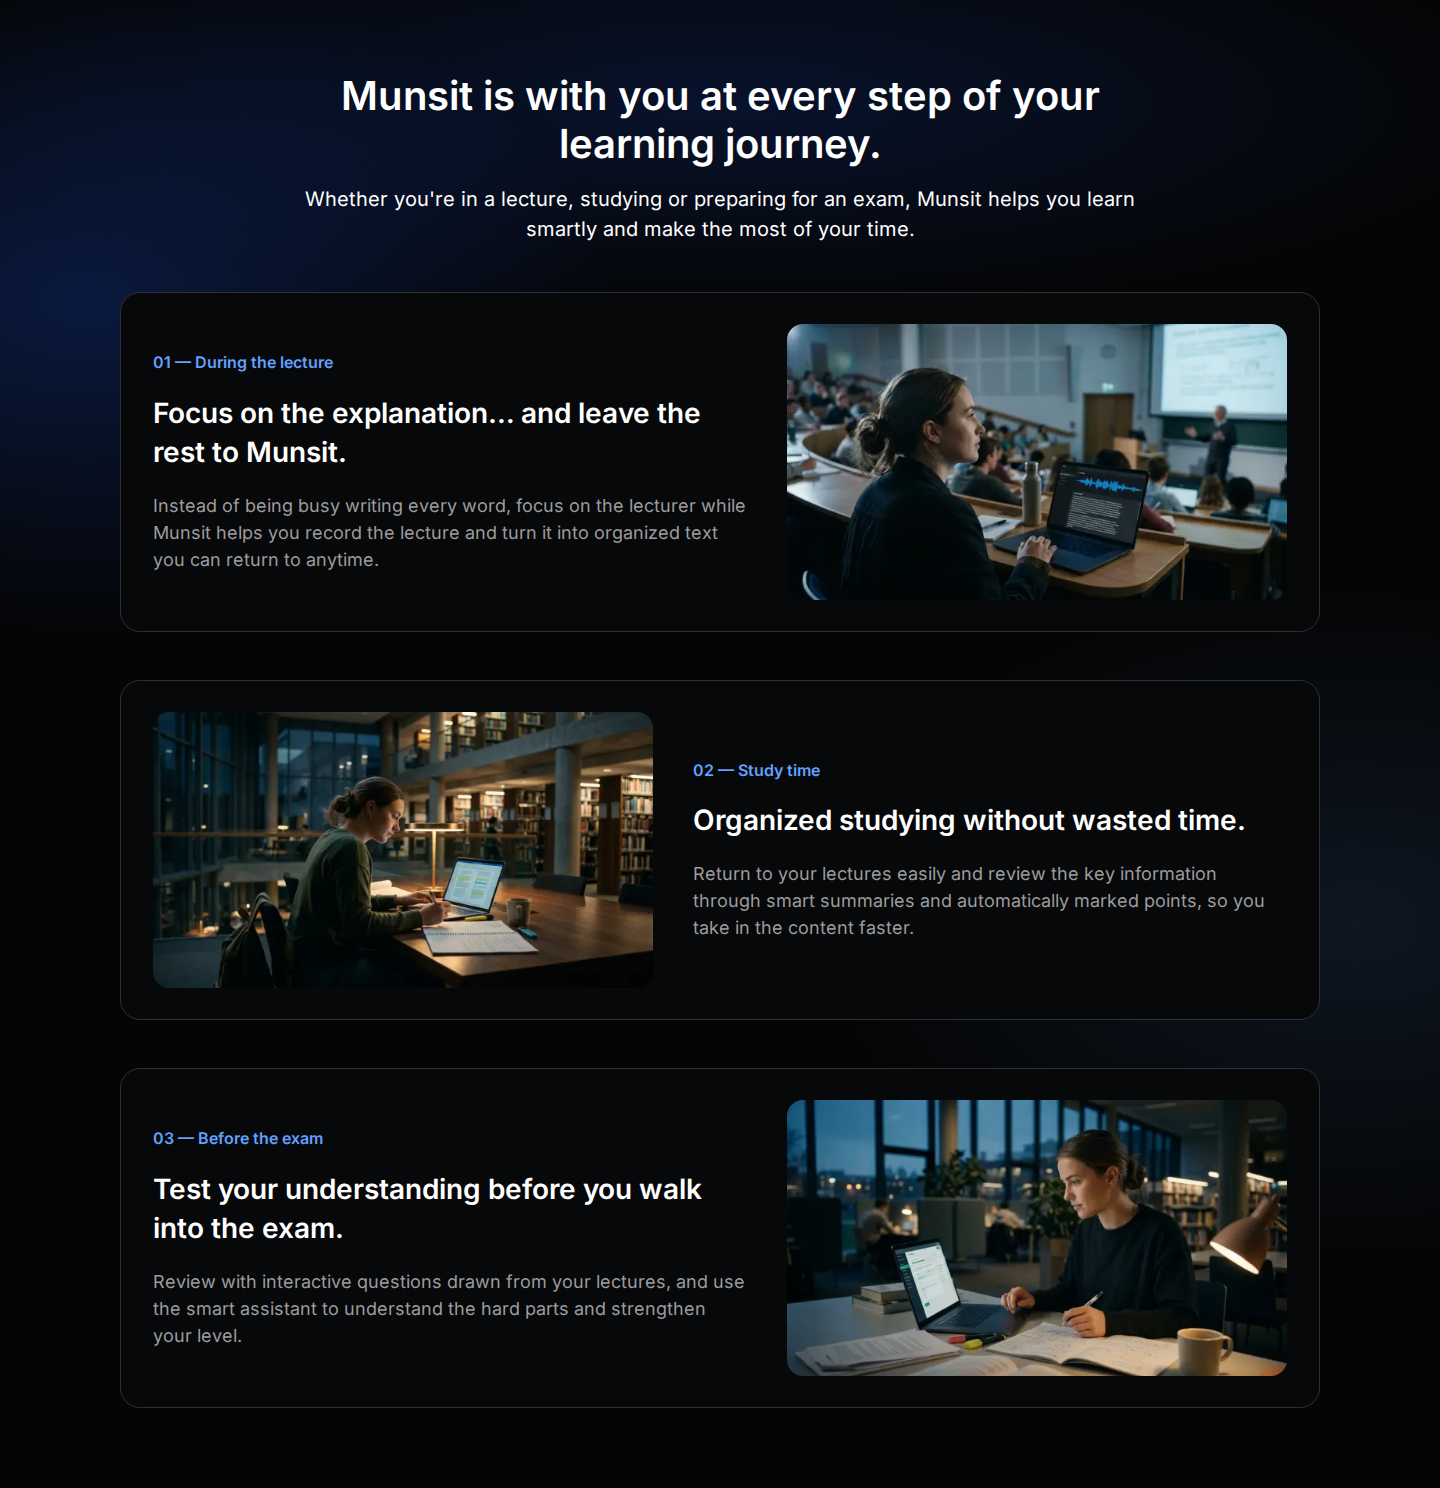 Munsit is with you at every step of your
learning journey.
Whether you're in a lecture, studying or preparing for an exam, Munsit helps you learn
smartly and make the most of your time.
01 — During the lecture
Focus on the explanation... and leave the
rest to Munsit.
Instead of being busy writing every word, focus on the lecturer while
Munsit helps you record the lecture and turn it into organized text
you can return to anytime.
02 — Study time
Organized studying without wasted time.
Return to your lectures easily and review the key information
through smart summaries and automatically marked points, so you
take in the content faster.
03 — Before the exam
Test your understanding before you walk
into the exam.
Review with interactive questions drawn from your lectures, and use
the smart assistant to understand the hard parts and strengthen
your level.